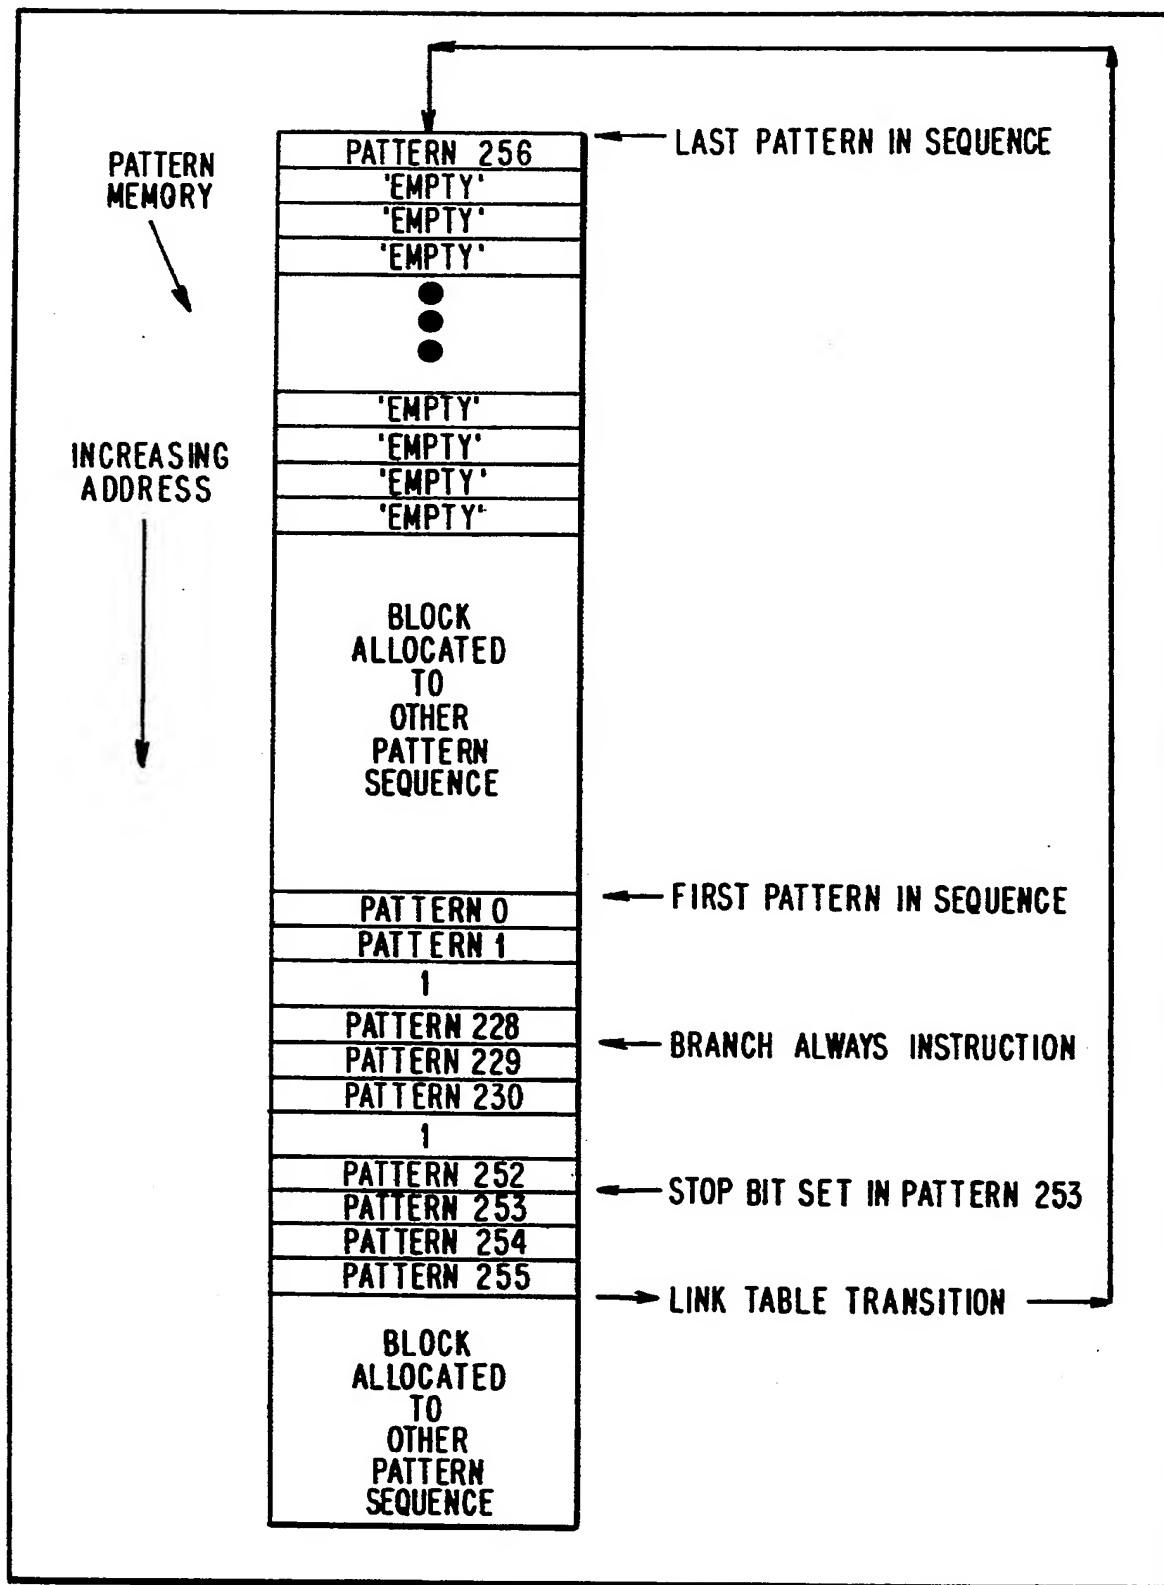 PATTERN
MEMORY
INCREASING
ADDRESS
PATTERN 256
'EMPTY'
'EMPTY'
'EMPTY'
'EMPTY'
'EMPTY'
'EMPTY'
'EMPTY'
BLOCK
ALLOCATED
TO
OTHER
PATTERN
SEQUENCE
PATTERN 0
PATTERN 1
1
PATTERN 228
PATTERN 229
PATTERN 230
1
PATTERN 252
PATTERN 253
PATTERN 254
PATTERN 255
BLOCK
ALLOCATED
TO
OTHER
PATTERN
SEQUENCE
LAST PATTERN IN SEQUENCE
FIRST PATTERN IN SEQUENCE
BRANCH ALWAYS INSTRUCTION
STOP BIT SET IN PATTERN 253
LINK TABLE TRANSITION